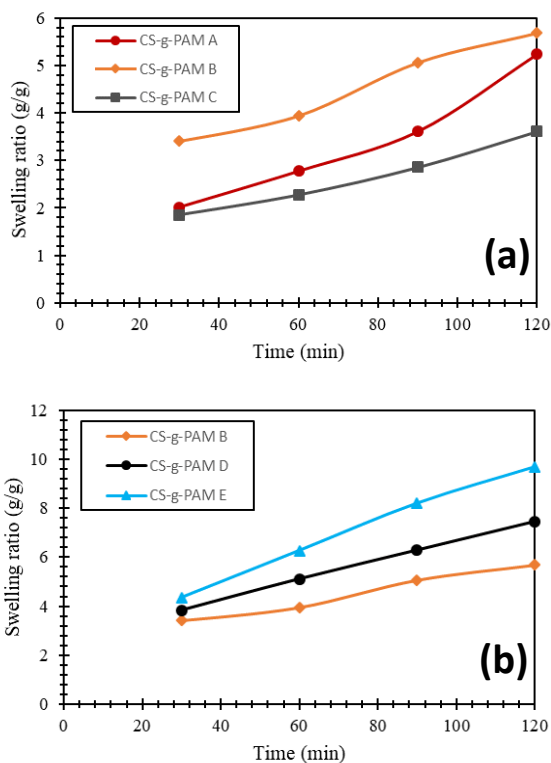 6
5
4
3
2
1
0
Swelling ratio (g/g)
CS-g-PAM A
CS-g-PAM B
CS-g-PAM C
(a)
0 20 40 60 80 100 120
Time (min)
12
10
8
6
4
2
0
Swelling ratio (g/g)
CS-g-PAM B
CS-g-PAM D
CS-g-PAM E
(b)
0 20 40 60 80 100 120
Time (min)